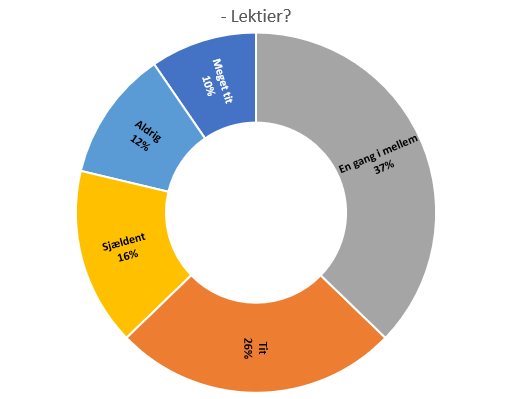 - Lektier?
En gang i mellem
37%
Tit
26%
Sjældent
16%
Aldrig
12%
Meget tit
10%